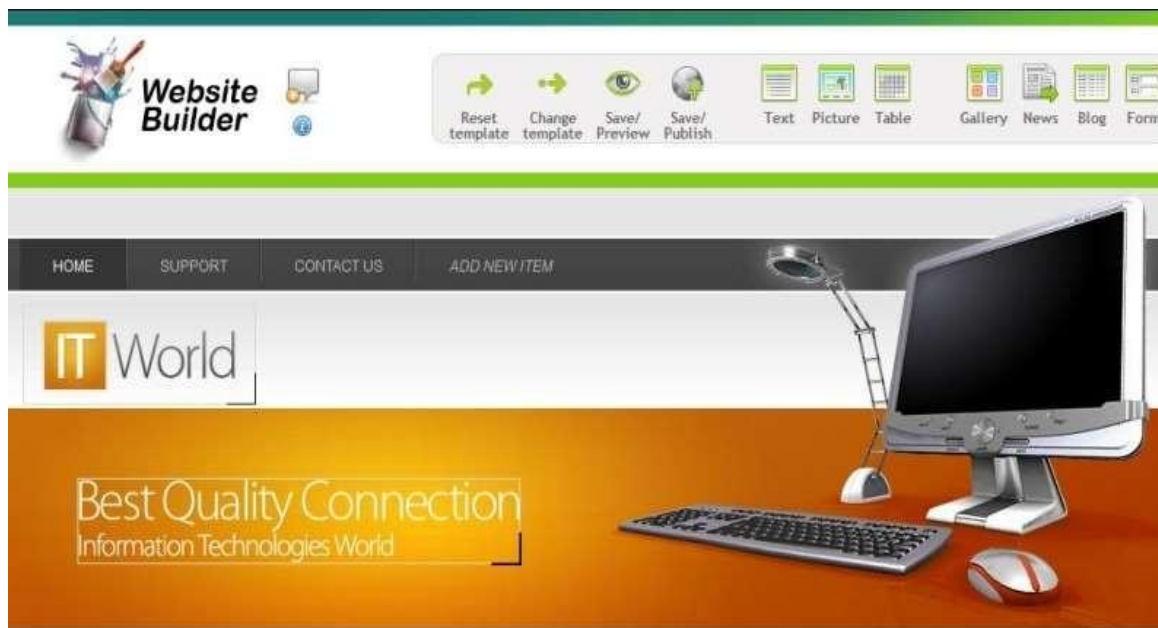 Website
Builder
Reset
template
Change
template
Save/
Preview
Save/
Publish
Text
Picture
Table
Gallery
News
Blog
Form
HOME
SUPPORT
CONTACT US
ADD NEW ITEM
IT World
Best Quality Connection
Information Technologies World